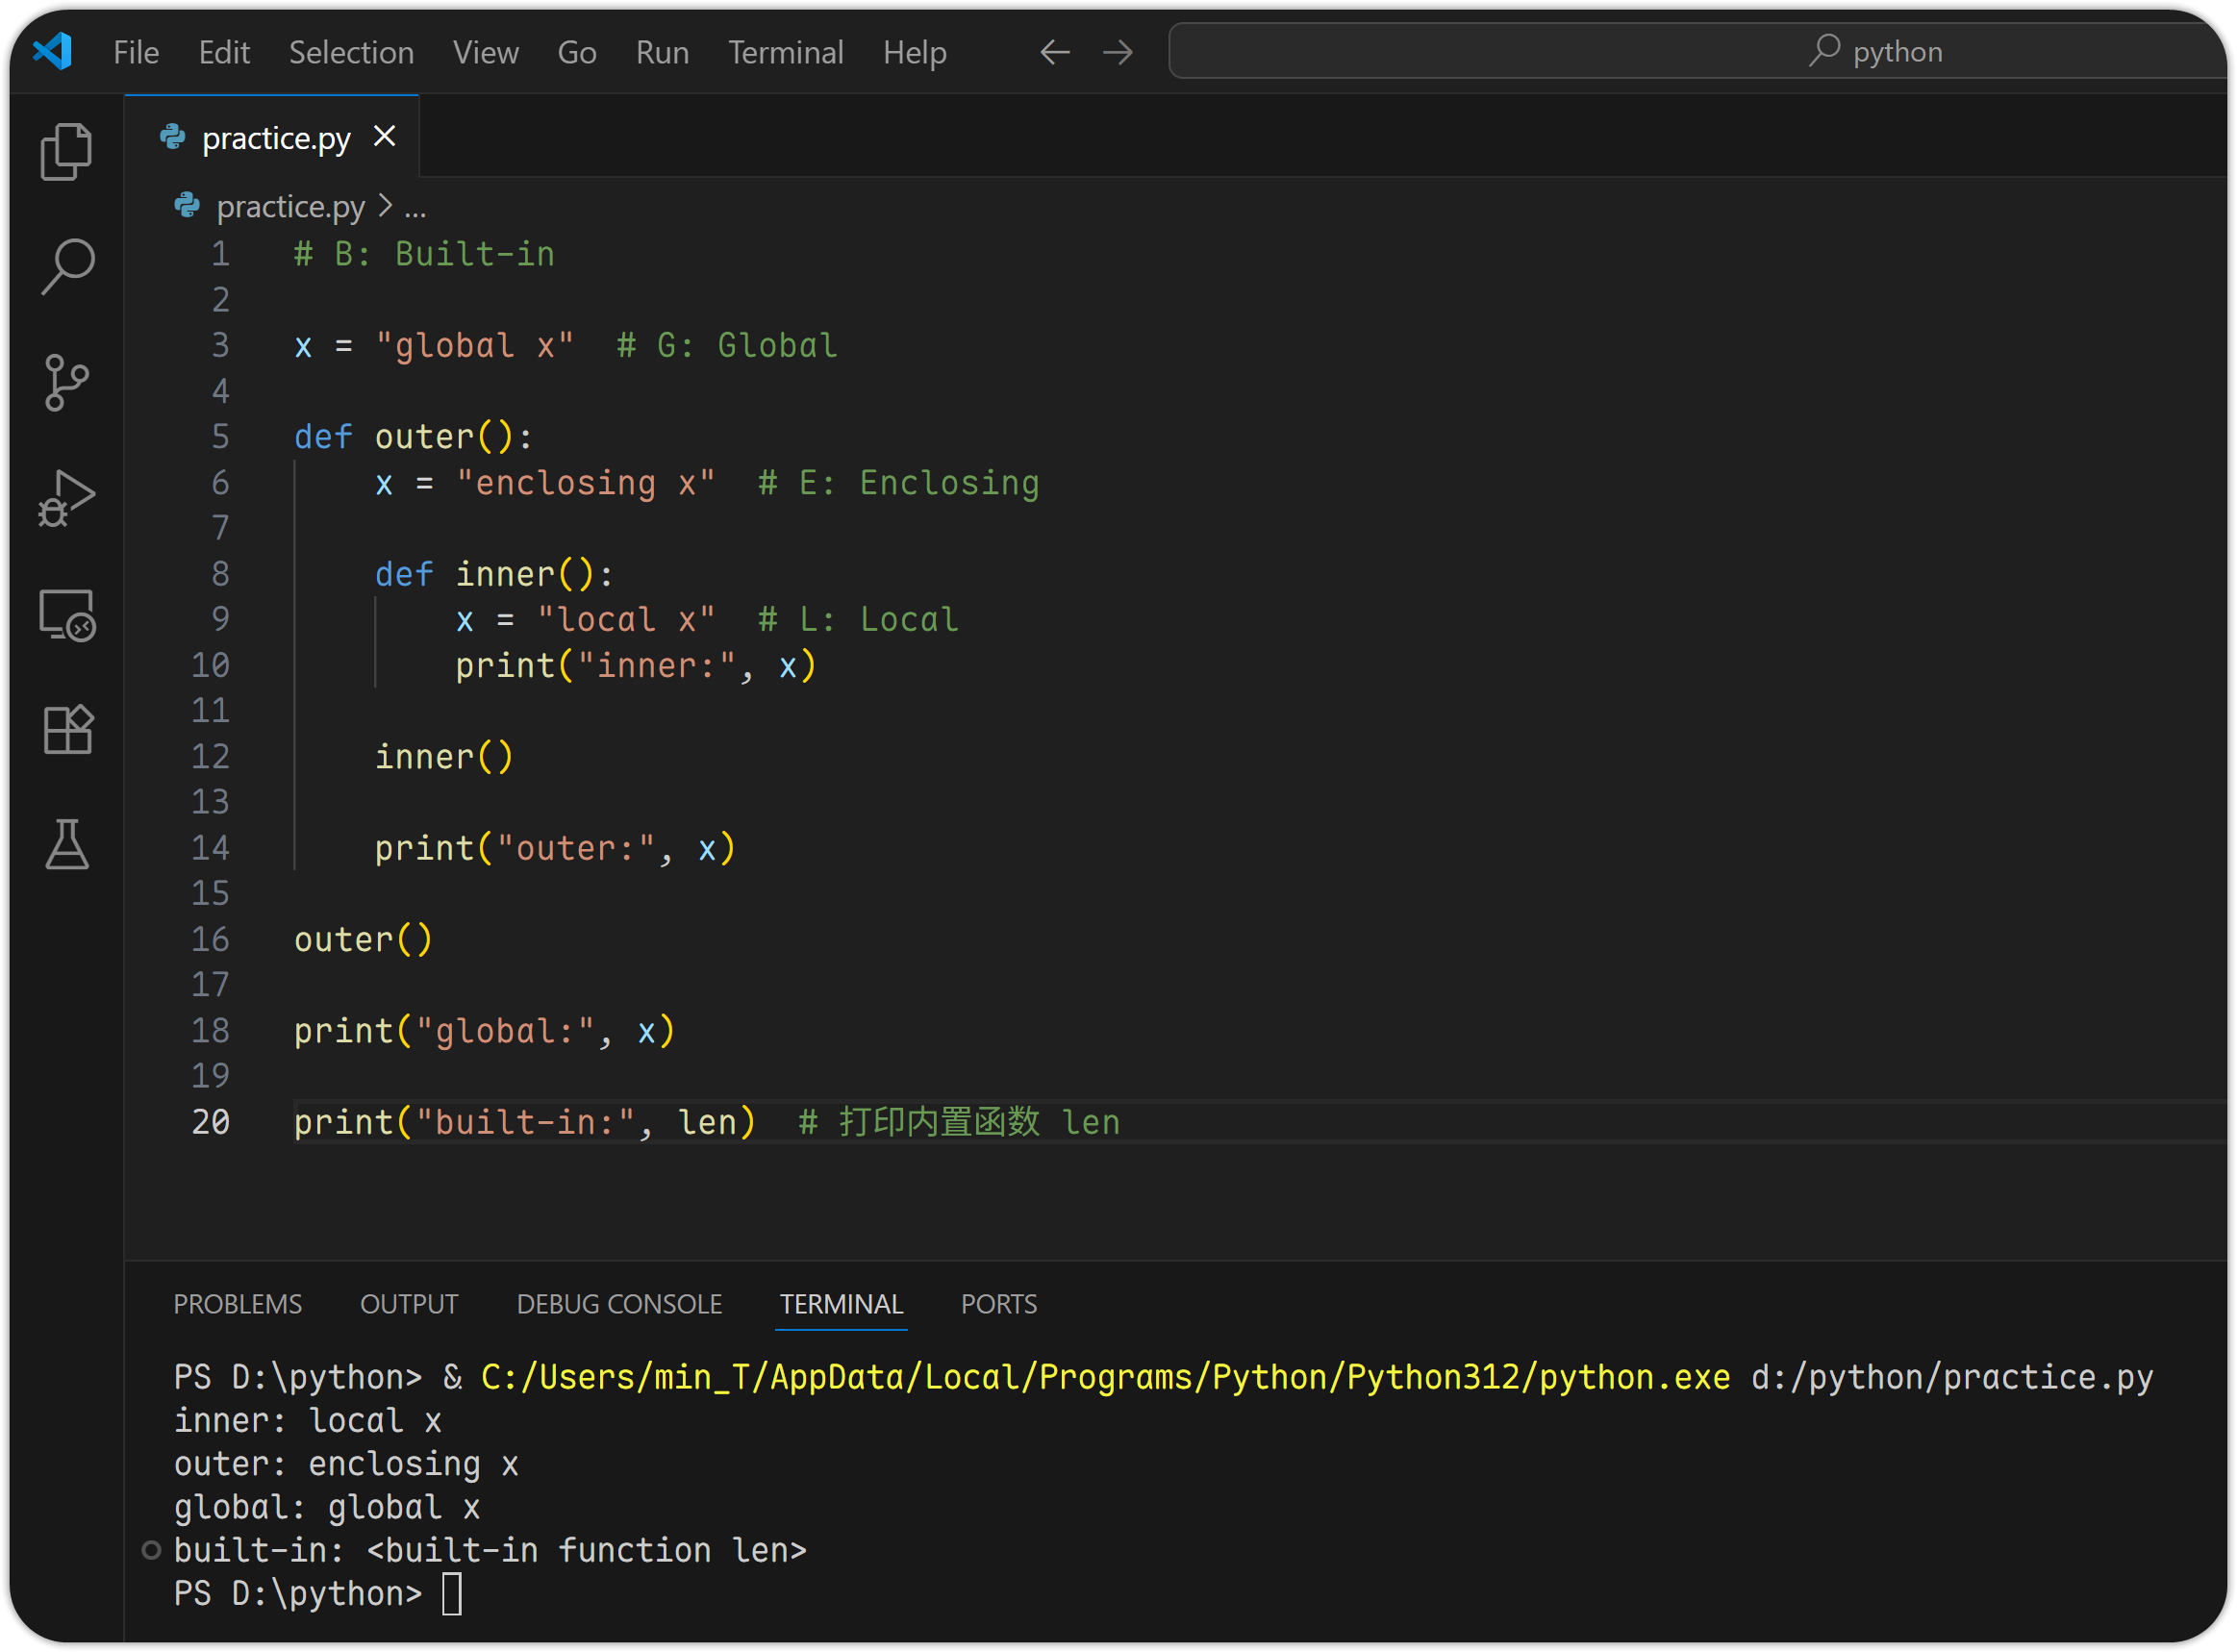 File Edit Selection View Go Run Terminal Help python
practice.py
practice.py > ...
1 # B: Built-in
2
3 x = "global x"  # G: Global
4
5 def outer():
6     x = "enclosing x"  # E: Enclosing
7
8     def inner():
9         x = "local x"  # L: Local
10         print("inner:", x)
11
12     inner()
13
14     print("outer:", x)
15
16 outer()
17
18 print("global:", x)
19
20 print("built-in:", len)  # 打印内置函数 len
PROBLEMS OUTPUT DEBUG CONSOLE TERMINAL PORTS
PS D:\python> & C:/Users/min_T/AppData/Local/Programs/Python/Python312/python.exe d:/python/practice.py
inner: local x
outer: enclosing x
global: global x
built-in: <built-in function len>
PS D:\python>